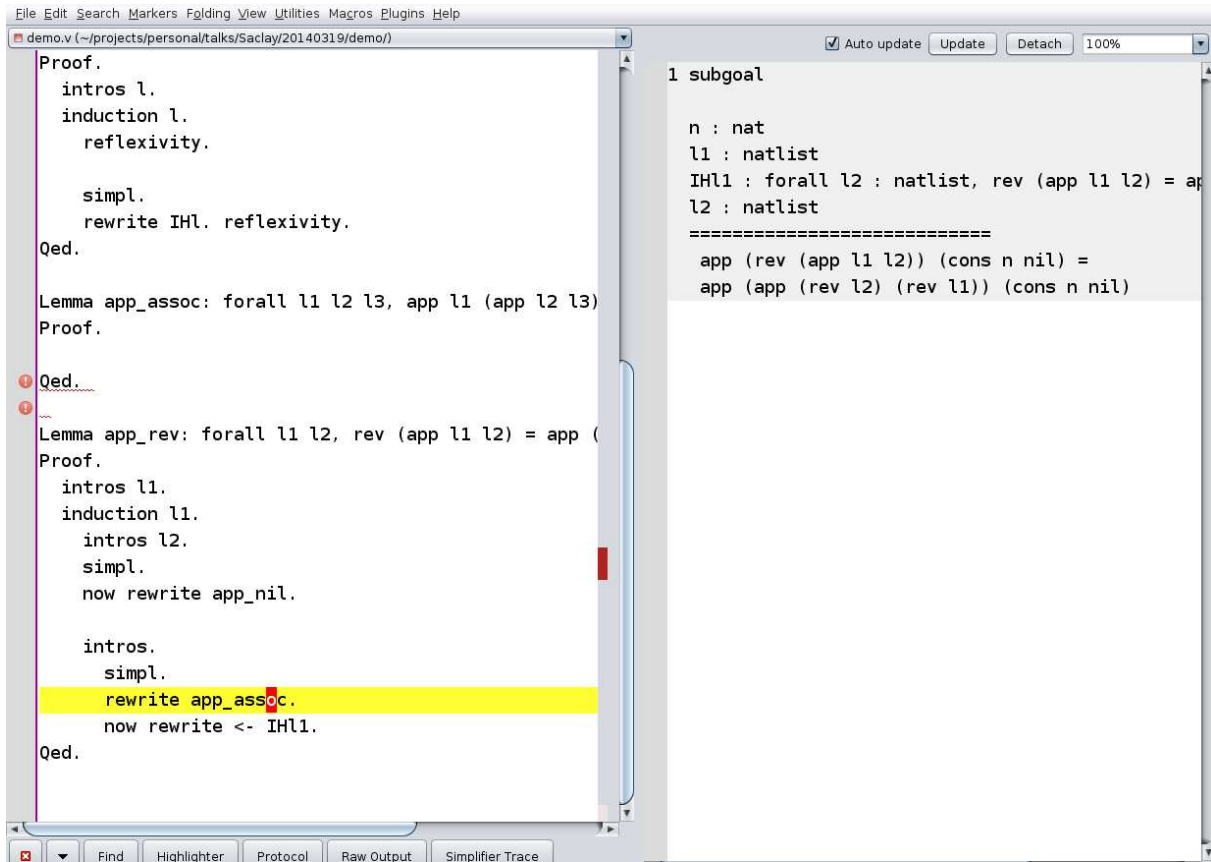 File Edit Search Markers Folding View Utilities Macros Plugins Help
demo.v (~/projects/personal/talks/Saclay/20140319/demo/)
Proof.
intros l.
induction l.
reflexivity.
simpl.
rewrite IHl. reflexivity.
Qed.
Lemma app_assoc: forall l1 l2 l3, app l1 (app l2 l3)
Proof.
Qed.
Lemma app_rev: forall l1 l2, rev (app l1 l2) = app (
Proof.
intros l1.
induction l1.
intros l2.
simpl.
now rewrite app_nil.
intros.
simpl.
rewrite app_assoc.
now rewrite <- IHl1.
Qed.
Find Highlighter Protocol Raw Output Simplifier Trace
Auto update Update Detach 100%
1 subgoal
n : nat
l1 : natlist
IHl1 : forall l2 : natlist, rev (app l1 l2) = ap
l2 : natlist
============================
app (rev (app l1 l2)) (cons n nil) =
app (app (rev l2) (rev l1)) (cons n nil)